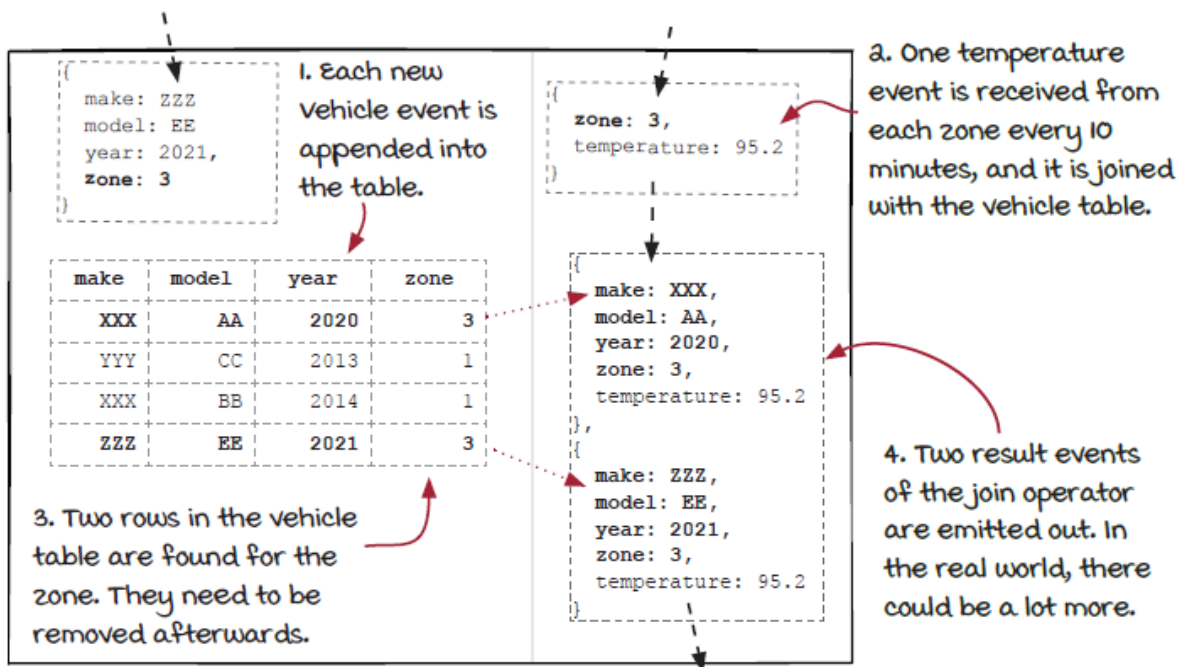 {
make: ZZZ
model: EE
year: 2021,
zone: 3
}
1. Each new
vehicle event is
appended into
the table.
{
zone: 3,
temperature: 95.2
}
2. One temperature
event is received from
each zone every 10
minutes, and it is joined
with the vehicle table.
make model year zone
XXX AA 2020 3
YYY CC 2013 1
XXX BB 2014 1
ZZZ EE 2021 3
3. Two rows in the vehicle
table are found for the
zone. They need to be
removed afterwards.
{
make: XXX,
model: AA,
year: 2020,
zone: 3,
temperature: 95.2
},
{
make: ZZZ,
model: EE,
year: 2021,
zone: 3,
temperature: 95.2
}
4. Two result events
of the join operator
are emitted out. In
the real world, there
could be a lot more.